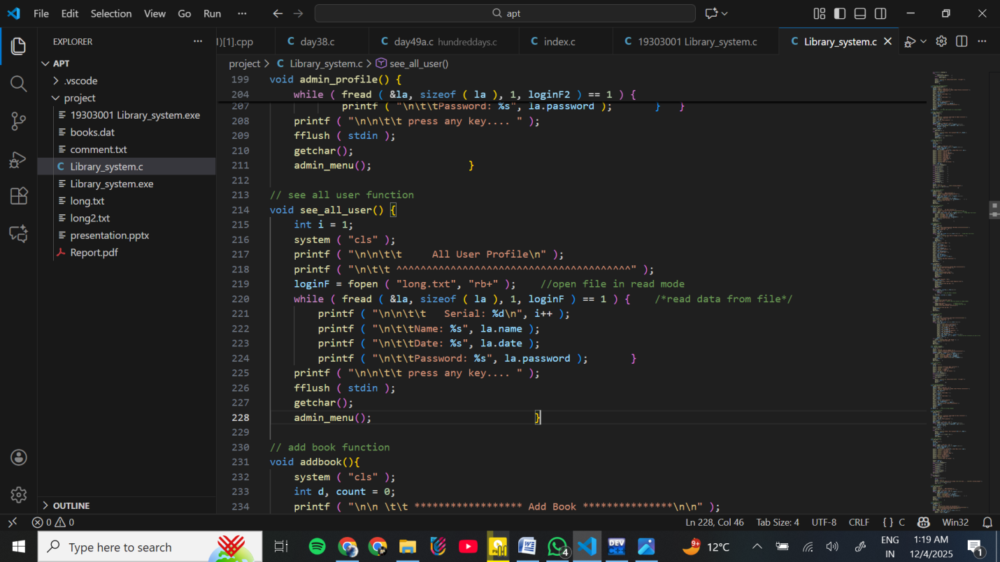 File Edit Selection View Go Run ··· apt
EXPLORER ···
APT
.vscode
project
19303001 Library_system.exe
books.dat
comment.txt
C Library_system.c
Library_system.exe
long.txt
long2.txt
presentation.pptx
Report.pdf
OUTLINE
I)[1].cpp C day38.c C day49a.c hundreddays.c C index.c C 19303001 Library_system.c C Library_system.c
project > C Library_system.c > see_all_user()
199 void admin_profile() {
204 while ( fread ( &la, sizeof ( la ), 1, loginF2 ) == 1 ) {
207 printf ( "\n\t\tPassword: %s", la.password ); } }
208 printf ( "\n\n\t\t press any key.... " );
209 fflush ( stdin );
210 getchar();
211 admin_menu(); }
212
213 // see all user function
214 void see_all_user() {
215 int i = 1;
216 system ( "cls" );
217 printf ( "\n\n\t\t All User Profile\n" );
218 printf ( "\n\t\t ^^^^^^^^^^^^^^^^^^^^^^^^^^^^^^^^^^^^^^^" );
219 loginF = fopen ( "long.txt", "rb+" ); //open file in read mode
220 while ( fread ( &la, sizeof ( la ), 1, loginF ) == 1 ) { /*read data from file*/
221 printf ( "\n\n\t\t Serial: %d\n", i++ );
222 printf ( "\n\t\tName: %s", la.name );
223 printf ( "\n\t\tDate: %s", la.date );
224 printf ( "\n\t\tPassword: %s", la.password ); }
225 printf ( "\n\n\t\t press any key.... " );
226 fflush ( stdin );
227 getchar();
228 admin_menu(); }
229
230 // add book function
231 void addbook(){
232 system ( "cls" );
233 int d, count = 0;
234 printf ( "\n\n \t\t ****************** Add Book ***************\n\n" );
0 0 Ln 228, Col 46 Tab Size: 4 UTF-8 CRLF { } C Win32
Type here to search 4 DEV 9+ 12°C ENG IN 1:19 AM 12/4/2025 1